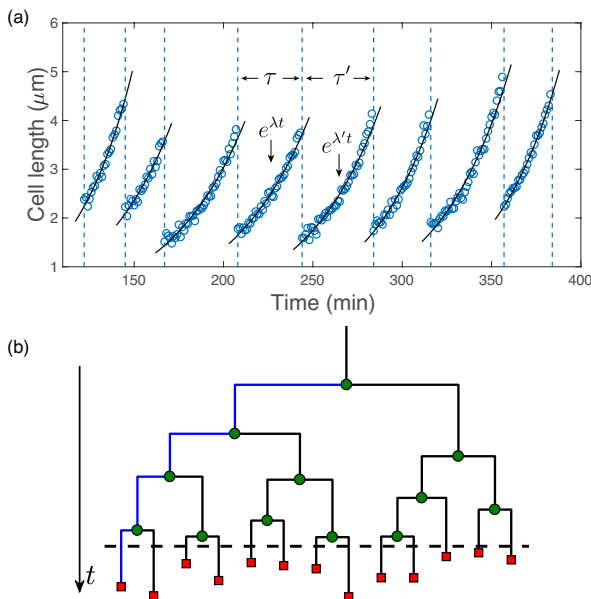 (a)
6
5
4
3
2
1
Cell length (μm)
τ τ′
e^{λt}
e^{λ′t}
150 200 250 300 350 400
Time (min)
(b)
t